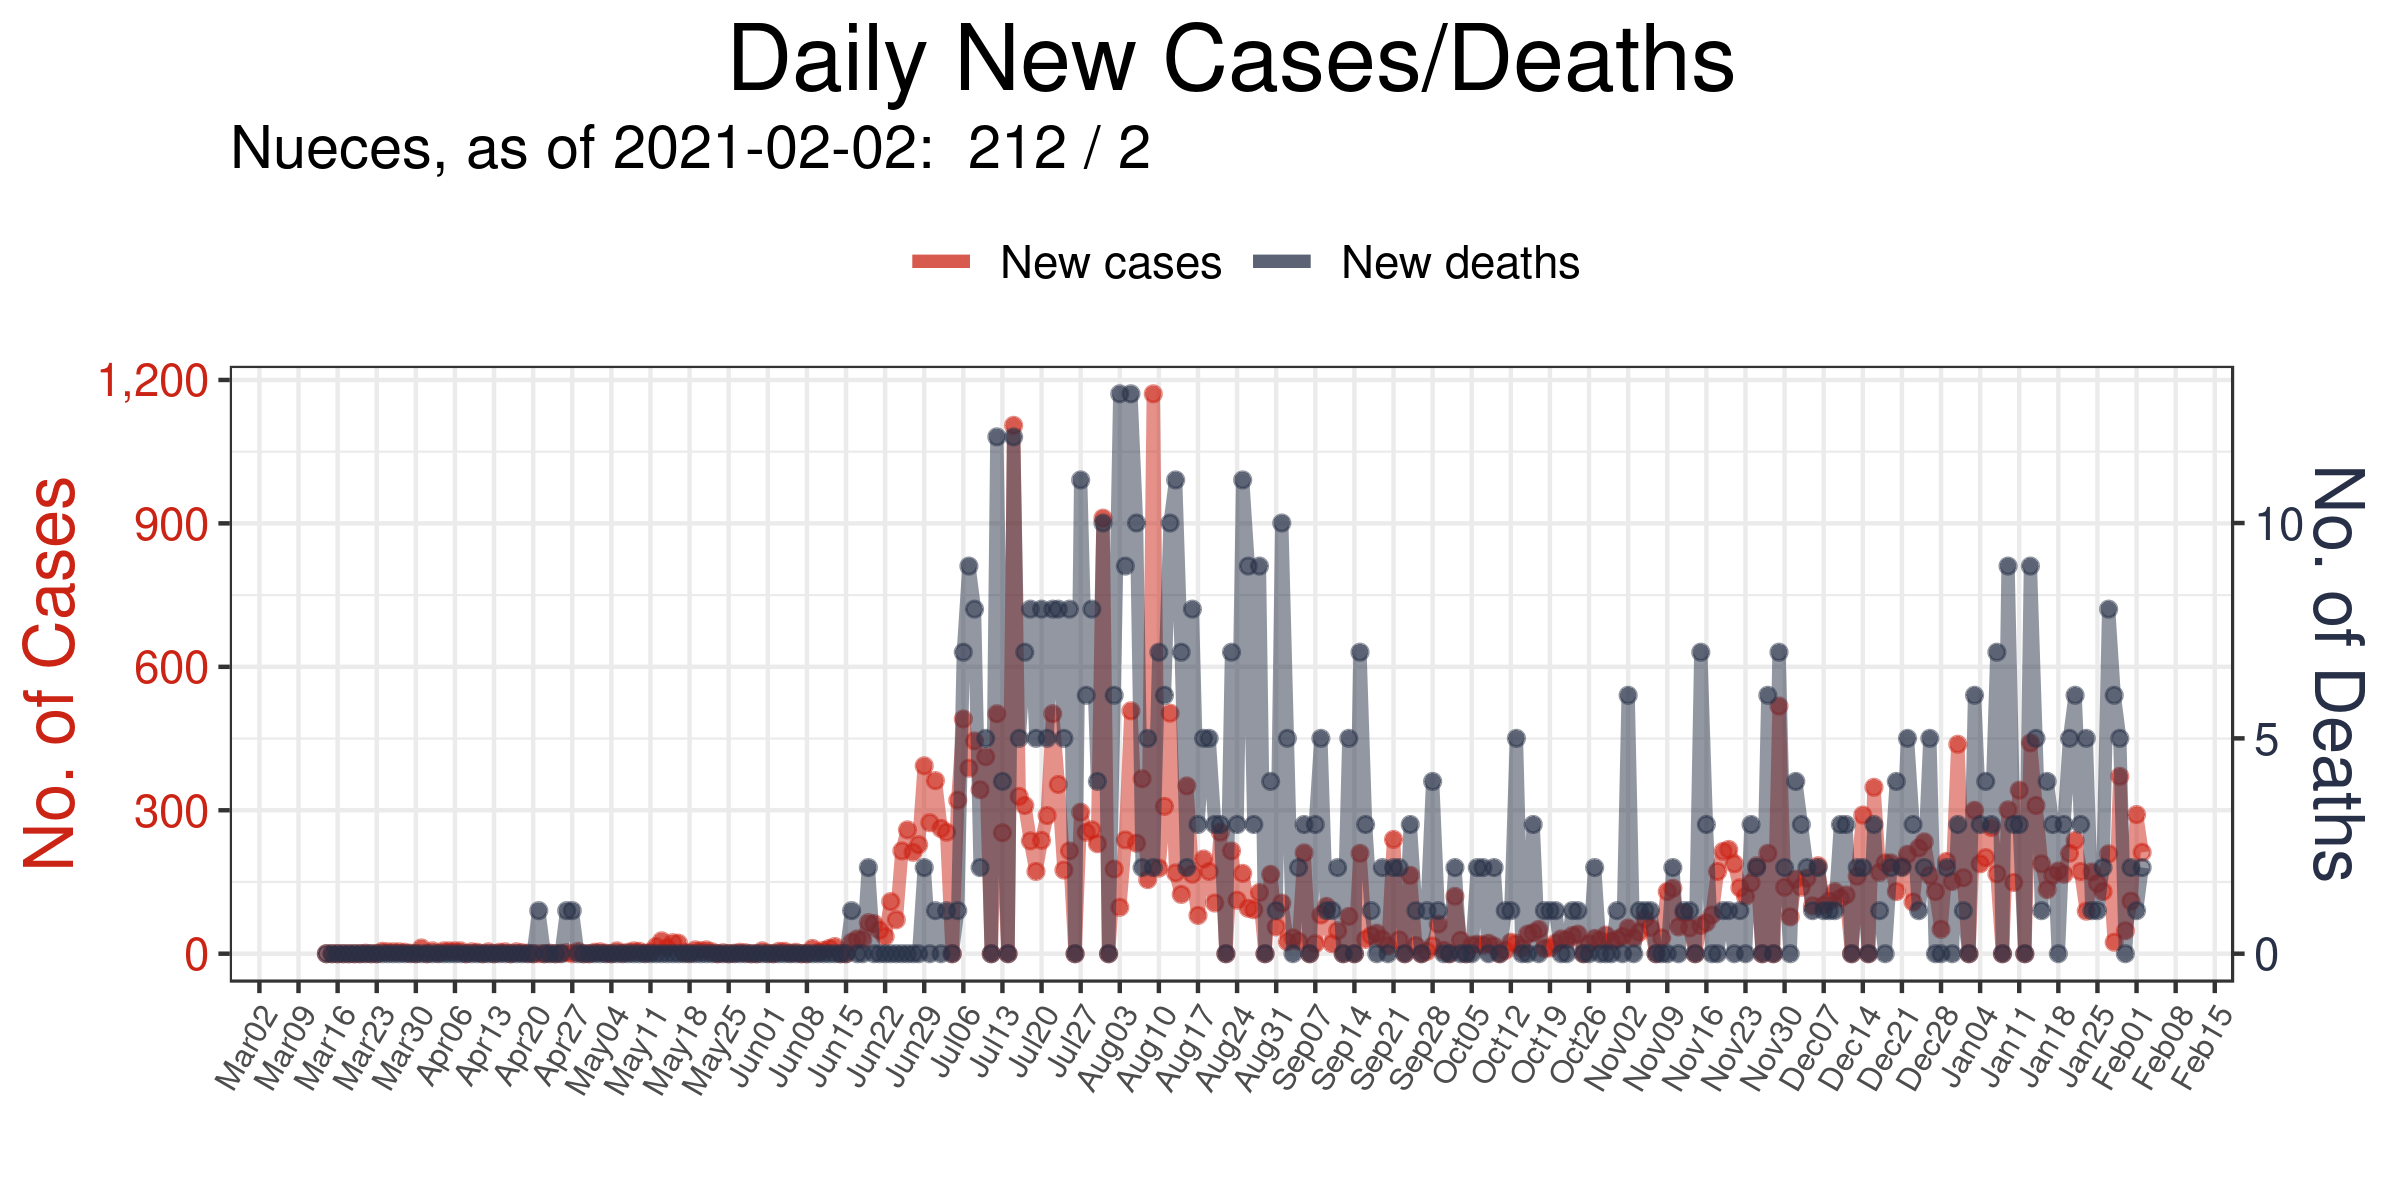 Daily New Cases/Deaths
Nueces, as of 2021-02-02:  212 / 2
New cases
New deaths
No. of Cases
1,200
900
600
300
0
No. of Deaths
10
5
0
Mar02
Mar09
Mar16
Mar23
Mar30
Apr06
Apr13
Apr20
Apr27
May04
May11
May18
May25
Jun01
Jun08
Jun15
Jun22
Jun29
Jul06
Jul13
Jul20
Jul27
Aug03
Aug10
Aug17
Aug24
Aug31
Sep07
Sep14
Sep21
Sep28
Oct05
Oct12
Oct19
Oct26
Nov02
Nov09
Nov16
Nov23
Nov30
Dec07
Dec14
Dec21
Dec28
Dec04
Jan11
Jan18
Jan25
Feb01
Feb08
Feb15